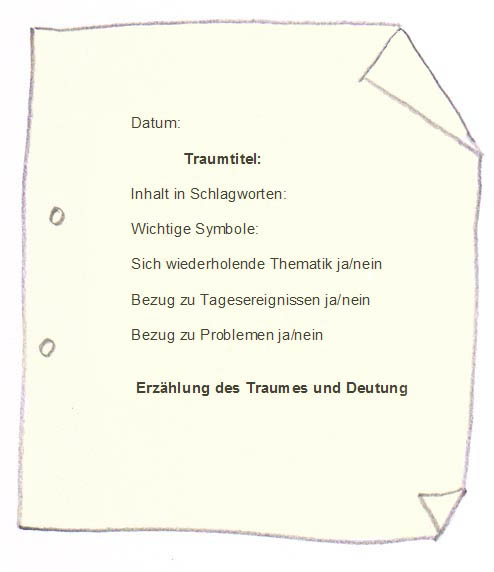 Datum:
Traumtitel:
Inhalt in Schlagworten:
Wichtige Symbole:
Sich wiederholende Thematik ja/nein
Bezug zu Tagesereignissen ja/nein
Bezug zu Problemen ja/nein
Erzählung des Traumes und Deutung